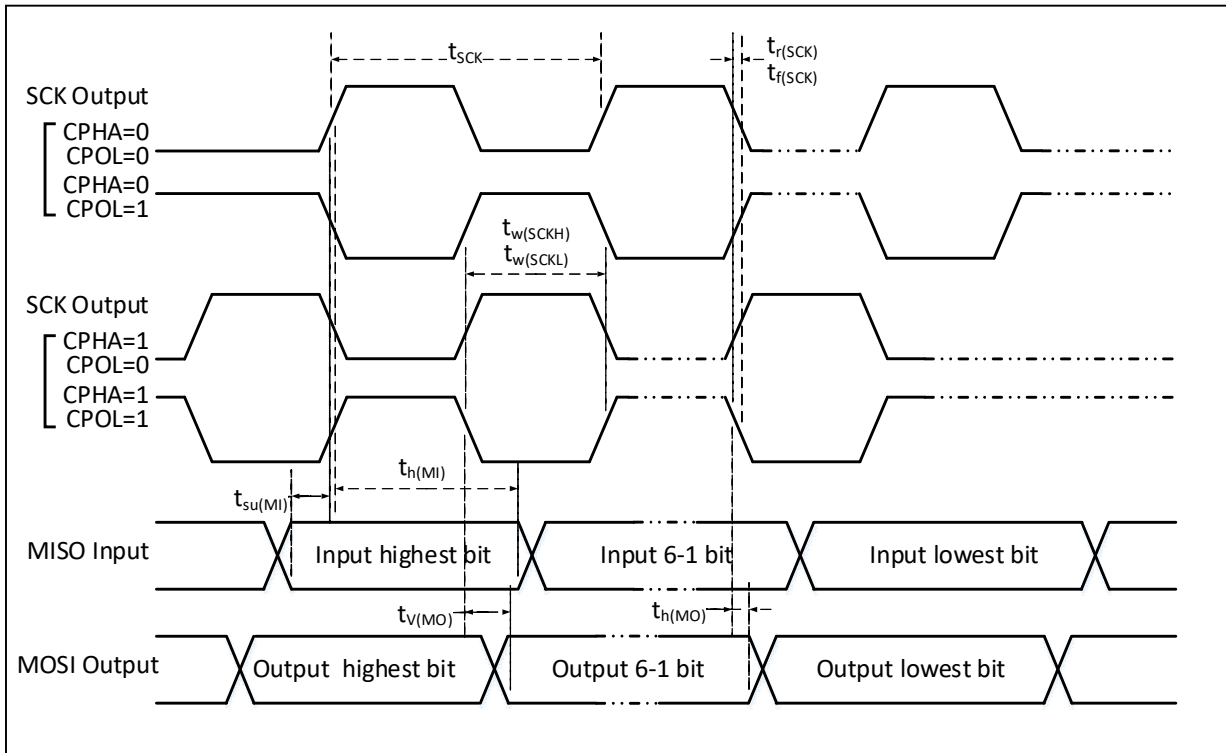 tSCK
tr(SCK)
tf(SCK)
SCK Output
CPHA=0
CPOL=0
CPHA=0
CPOL=1
tw(SCKH)
tw(SCKL)
SCK Output
CPHA=1
CPOL=0
CPHA=1
CPOL=1
th(MI)
tsu(MI)
MISO Input
Input highest bit
Input 6-1 bit
Input lowest bit
tV(MO)
th(MO)
MOSI Output
Output highest bit
Output 6-1 bit
Output lowest bit